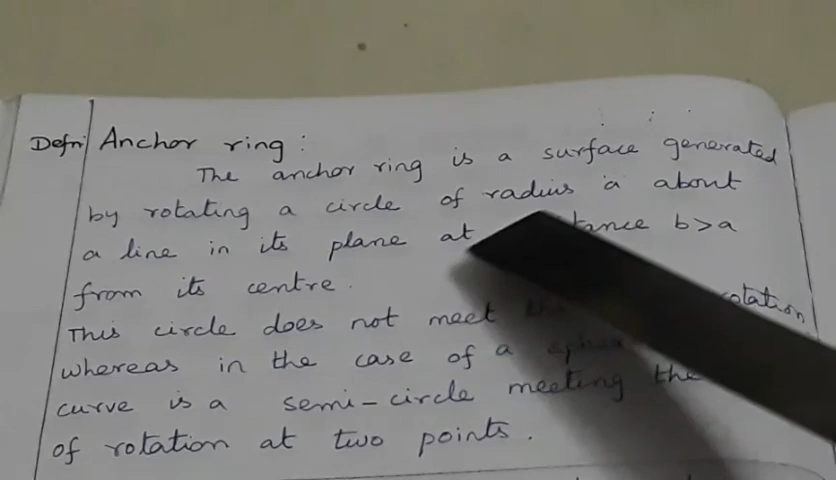 Defn Anchor ring :
The anchor ring is a surface generated
by rotating a circle of radius 'a' about
a line in its plane at b>a
from its centre.
This circle does not meet
whereas in the case of a
curve is a semi-circle meeting the
of rotation at two points.